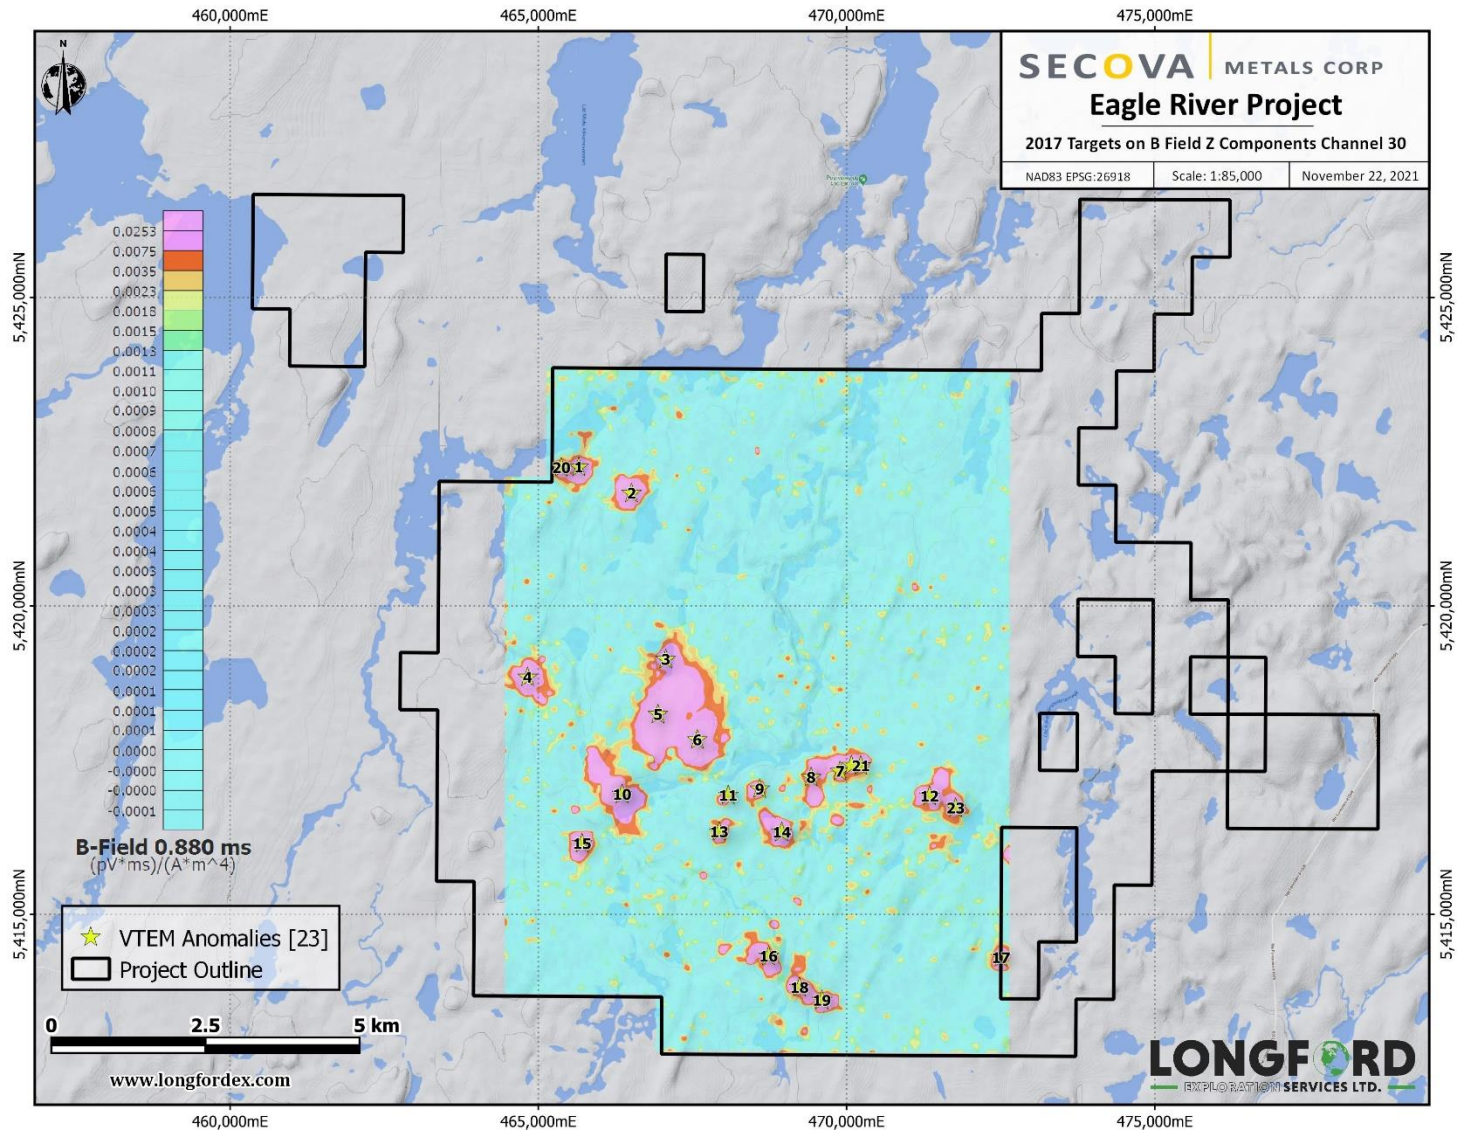 460,000mE
465,000mE
470,000mE
475,000mE
N
SECOVA METALS CORP
Eagle River Project
2017 Targets on B Field Z Components Channel 30
NAD83 EPSG:26918
Scale: 1:85,000
November 22, 2021
5,425,000mN
5,425,000mN
5,420,000mN
5,420,000mN
5,415,000mN
5,415,000mN
0.0253
0.0075
0.0035
0.0023
0.0018
0.0015
0.0013
0.0011
0.0010
0.0009
0.0008
0.0007
0.0006
0.0006
0.0005
0.0004
0.0004
0.0003
0.0003
0.0003
0.0002
0.0002
0.0002
0.0001
0.0001
0.0001
0.0000
-0.0000
-0.0000
-0.0001
B-Field 0.880 ms
(pV*ms)/(A*m^4)
20 1
2
3
4
5
6
7 21
8
9
10
11
12
23
13
14
15
16
17
18
19
VTEM Anomalies [23]
Project Outline
0 2.5 5 km
www.longfordex.com
LONGFORD
EXPLORATION SERVICES LTD.
460,000mE
465,000mE
470,000mE
475,000mE